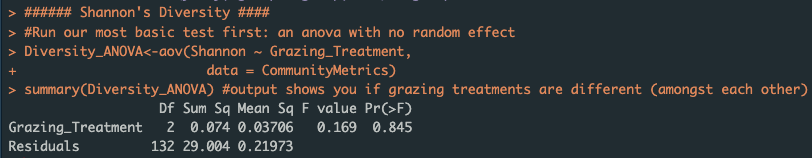 > ###### Shannon's Diversity ####
> #Run our most basic test first: an anova with no random effect
> Diversity_ANOVA<-aov(Shannon ~ Grazing_Treatment,
+                      data = CommunityMetrics)
> summary(Diversity_ANOVA) #output shows you if grazing treatments are different (amongst each other)
                   Df Sum Sq Mean Sq F value Pr(>F)
Grazing_Treatment   2  0.074 0.03706   0.169  0.845
Residuals         132 29.004 0.21973